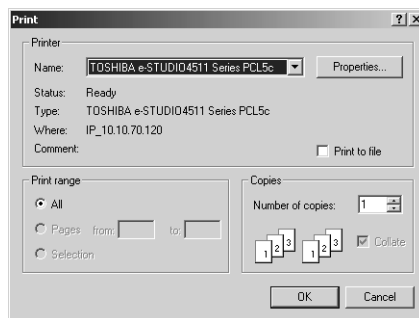 Print
Printer
Name: TOSHIBA e-STUDIO4511 Series PCL5c Properties...
Status: Ready
Type: TOSHIBA e-STUDIO4511 Series PCL5c
Where: IP_10.10.70.120
Comment: Print to file
Print range
All
Pages from: to:
Selection
Copies
Number of copies: 1
1 2 3 1 2 3 Collate
OK Cancel